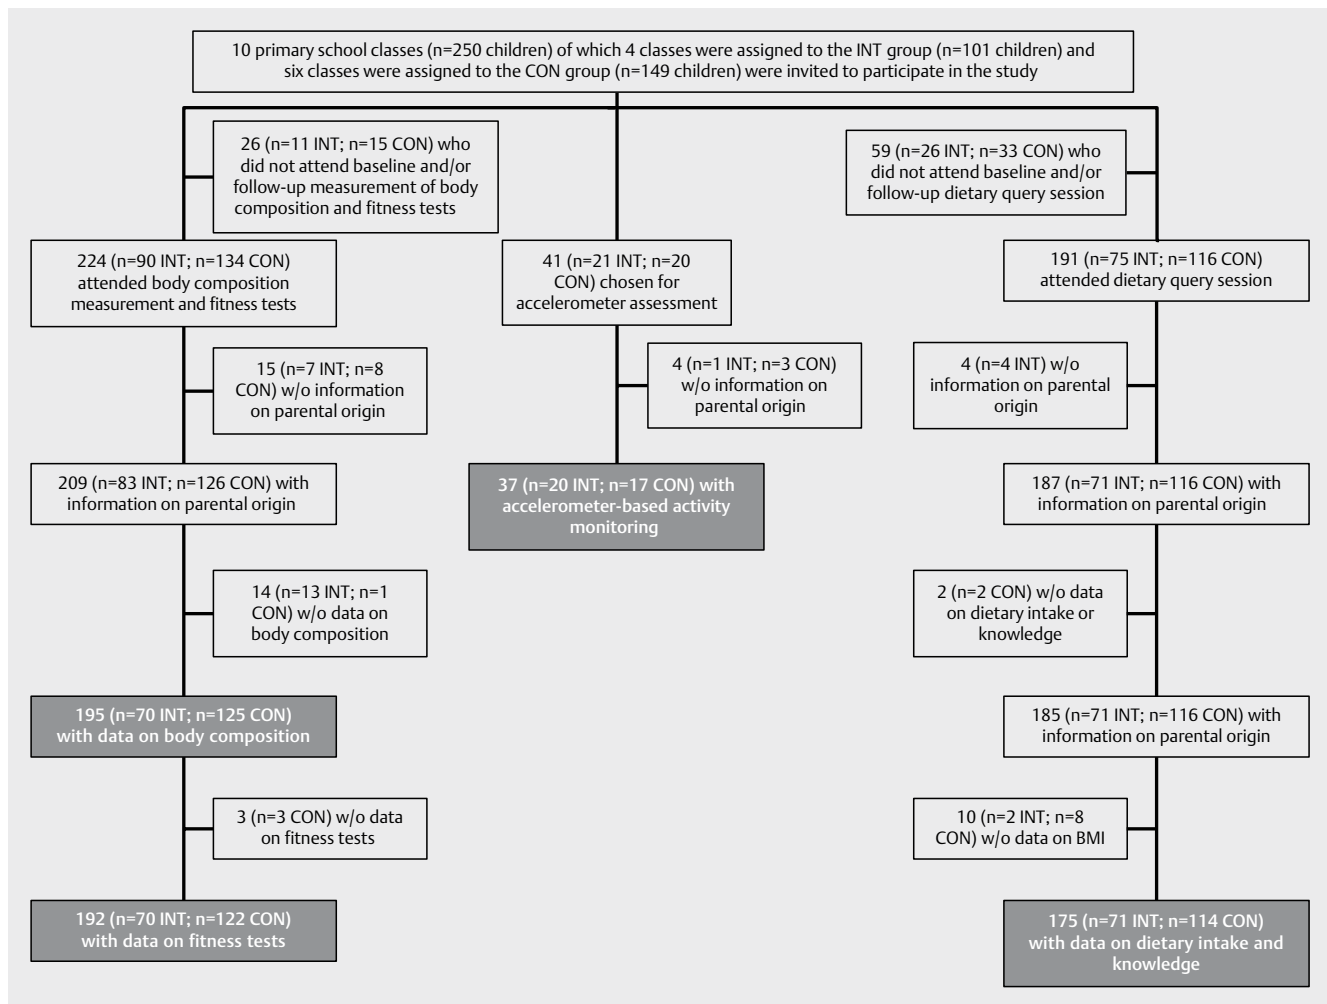 10 primary school classes (n=250 children) of which 4 classes were assigned to the INT group (n=101 children) and
six classes were assigned to the CON group (n=149 children) were invited to participate in the study
26 (n=11 INT; n=15 CON) who
did not attend baseline and/or
follow-up measurement of body
composition and fitness tests
59 (n=26 INT; n=33 CON) who
did not attend baseline and/or
follow-up dietary query session
224 (n=90 INT; n=134 CON)
attended body composition
measurement and fitness tests
41 (n=21 INT; n=20
CON) chosen for
accelerometer assessment
191 (n=75 INT; n=116 CON)
attended dietary query session
15 (n=7 INT; n=8
CON) w/o information
on parental origin
4 (n=1 INT; n=3 CON)
w/o information on
parental origin
4 (n=4 INT) w/o
information on parental
origin
209 (n=83 INT; n=126 CON) with
information on parental origin
37 (n=20 INT; n=17 CON) with
accelerometer-based activity
monitoring
187 (n=71 INT; n=116 CON) with
information on parental origin
14 (n=13 INT; n=1
CON) w/o data on
body composition
2 (n=2 CON) w/o data
on dietary intake or
knowledge
195 (n=70 INT; n=125 CON)
with data on body composition
185 (n=71 INT; n=116 CON) with
information on parental origin
3 (n=3 CON) w/o data
on fitness tests
10 (n=2 INT; n=8
CON) w/o data on BMI
192 (n=70 INT; n=122 CON)
with data on fitness tests
175 (n=71 INT; n=114 CON)
with data on dietary intake and
knowledge